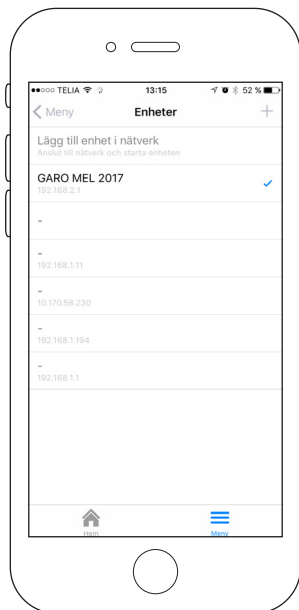 TELIA 13:15 52 %
Meny Enheter +
Lägg till enhet i nätverk
Anslut till nätverk och starta enheten
GARO MEL 2017
192.168.2.1
-
-
192.168.1.11
-
10.170.58.230
-
192.168.1.194
-
192.168.1.1
Hem Meny